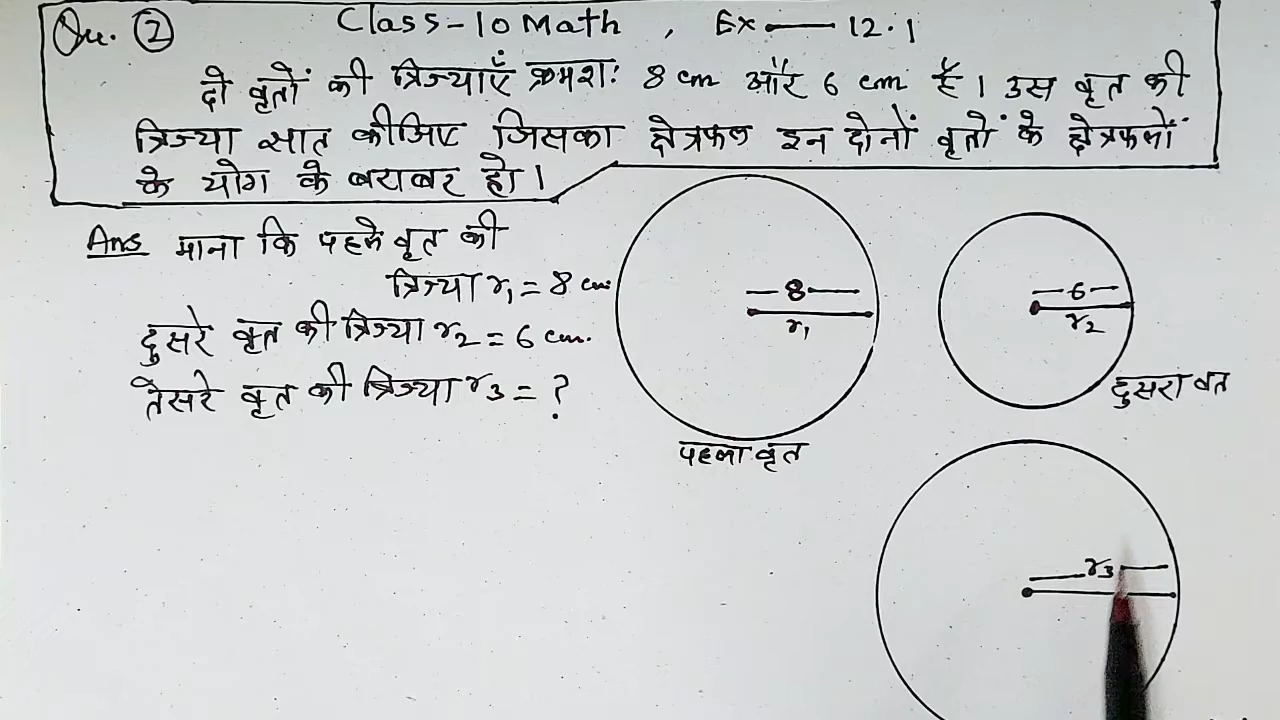 Qu. ② Class-10 Math , Ex — 12.1
दो वृतों की त्रिज्याएँ क्रमशः 8 cm और 6 cm हैं। उस वृत की
त्रिज्या ज्ञात कीजिए जिसका क्षेत्रफल इन दोनों वृतों के क्षेत्रफलों
के योग के बराबर हो।
Ans माना कि पहले वृत की
त्रिज्या r₁ = 8 cm
दुसरे वृत की त्रिज्या r₂ = 6 cm.
तेसरे वृत की त्रिज्या r₃ = ?
8
r₁
पहला वृत
6
r₂
दुसरा वृत
r₃